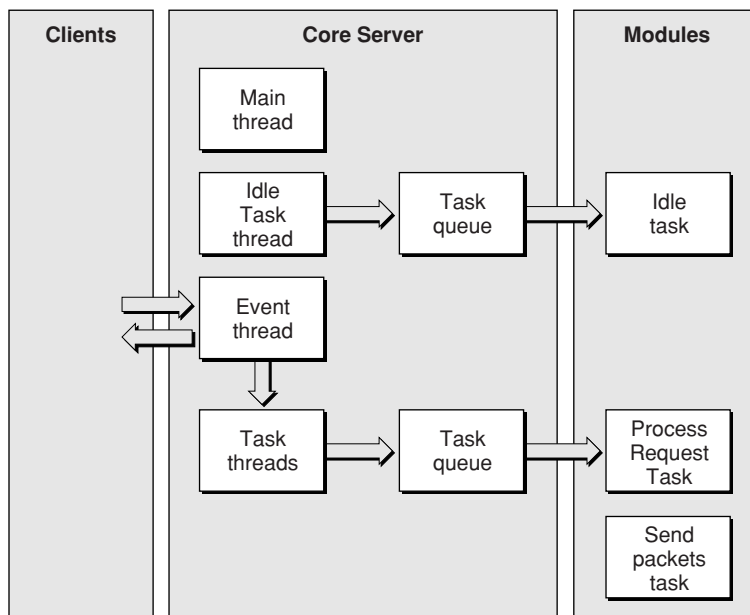 Clients
Core Server
Modules
Main
thread
Idle
Task
thread
Task
queue
Idle
task
Event
thread
Task
threads
Task
queue
Process
Request
Task
Send
packets
task